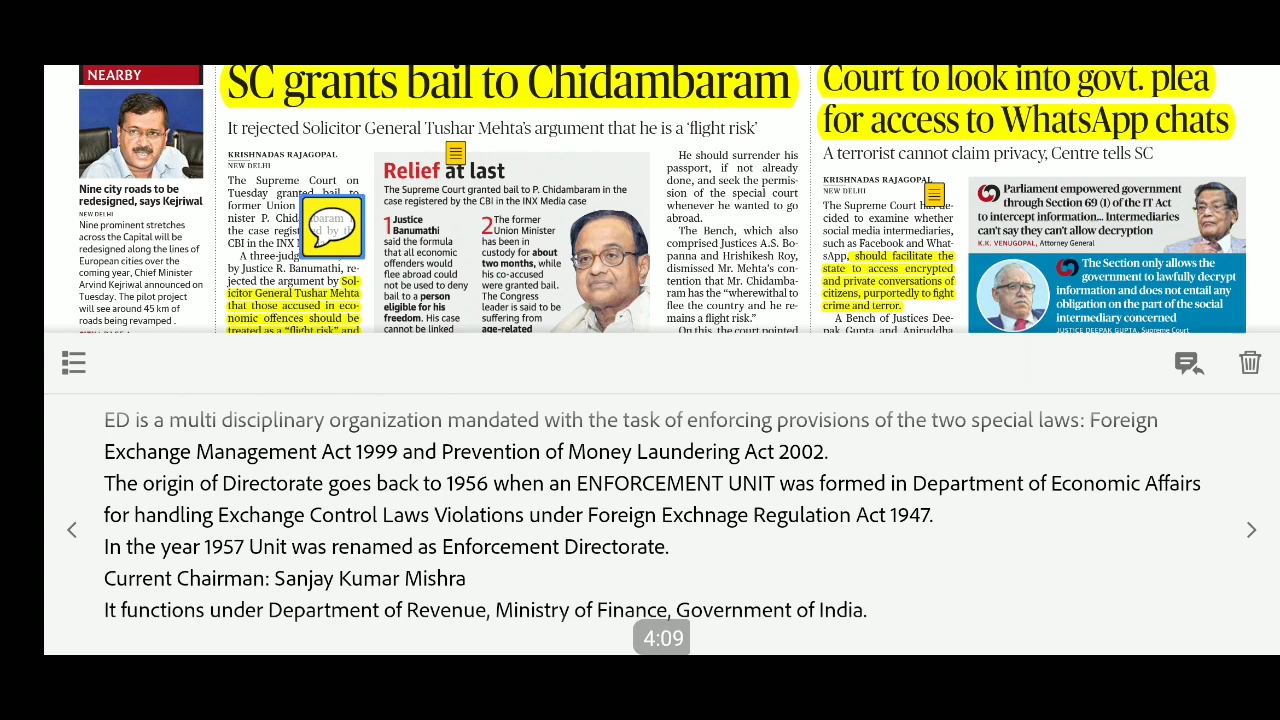 NEARBY
Nine city roads to be
redesigned, says Kejriwal
NEW DELHI
Nine prominent stretches
across the Capital will be
redesigned along the lines of
European cities over the
coming year, Chief Minister
Arvind Kejriwal announced on
Tuesday. The pilot project
will see around 45 km of
roads being revamped .
SC grants bail to Chidambaram
It rejected Solicitor General Tushar Mehta's argument that he is a ‘flight risk’
KRISHNADAS RAJAGOPAL
NEW DELHI
The Supreme Court on
Tuesday granted bail to
former Union
nister P. Chidambaram
the case regist by the
CBI in the INX
A three-judg
by Justice R. Banumathi, re-
jected the argument by Sol-
icitor General Tushar Mehta
that those accused in eco-
nomic offences should be
treated as a “flight risk” and
Relief at last
The Supreme Court granted bail to P. Chidambaram in the
case registered by the CBI in the INX Media case
1 Justice
Banumathi
said the formula
that all economic
offenders would
flee abroad could
not be used to deny
bail to a person
eligible for his
freedom. His case
cannot be linked
2 The former
Union Minister
has been in
custody for about
two months, while
his co-accused
were granted bail.
The Congress
leader is said to be
suffering from
age-related
He should surrender his
passport, if not already
done, and seek the permis-
sion of the special court
whenever he wanted to go
abroad.
The Bench, which also
comprised Justices A.S. Bo-
panna and Hrishikesh Roy,
dismissed Mr. Mehta's con-
tention that Mr. Chidamba-
ram has the “wherewithal to
flee the country and he re-
mains a flight risk.”
On this, the court pointed
Court to look into govt. plea
for access to WhatsApp chats
A terrorist cannot claim privacy, Centre tells SC
KRISHNADAS RAJAGOPAL
NEW DELHI
The Supreme Court has de-
cided to examine whether
social media intermediaries,
such as Facebook and What-
sApp, should facilitate the
state to access encrypted
and private conversations of
citizens, purportedly to fight
crime and terror.
A Bench of Justices Dee-
pak Gupta and Aniruddha
Parliament empowered government
through Section 69 (I) of the IT Act
to intercept information... Intermediaries
can't say they can't allow decryption
K.K. VENUGOPAL, Attorney General
The Section only allows the
government to lawfully decrypt
information and does not entail any
obligation on the part of the social
intermediary concerned
JUSTICE DEEPAK GUPTA, Supreme Court
ED is a multi disciplinary organization mandated with the task of enforcing provisions of the two special laws: Foreign
Exchange Management Act 1999 and Prevention of Money Laundering Act 2002.
The origin of Directorate goes back to 1956 when an ENFORCEMENT UNIT was formed in Department of Economic Affairs
for handling Exchange Control Laws Violations under Foreign Exchnage Regulation Act 1947.
In the year 1957 Unit was renamed as Enforcement Directorate.
Current Chairman: Sanjay Kumar Mishra
It functions under Department of Revenue, Ministry of Finance, Government of India.
4:09